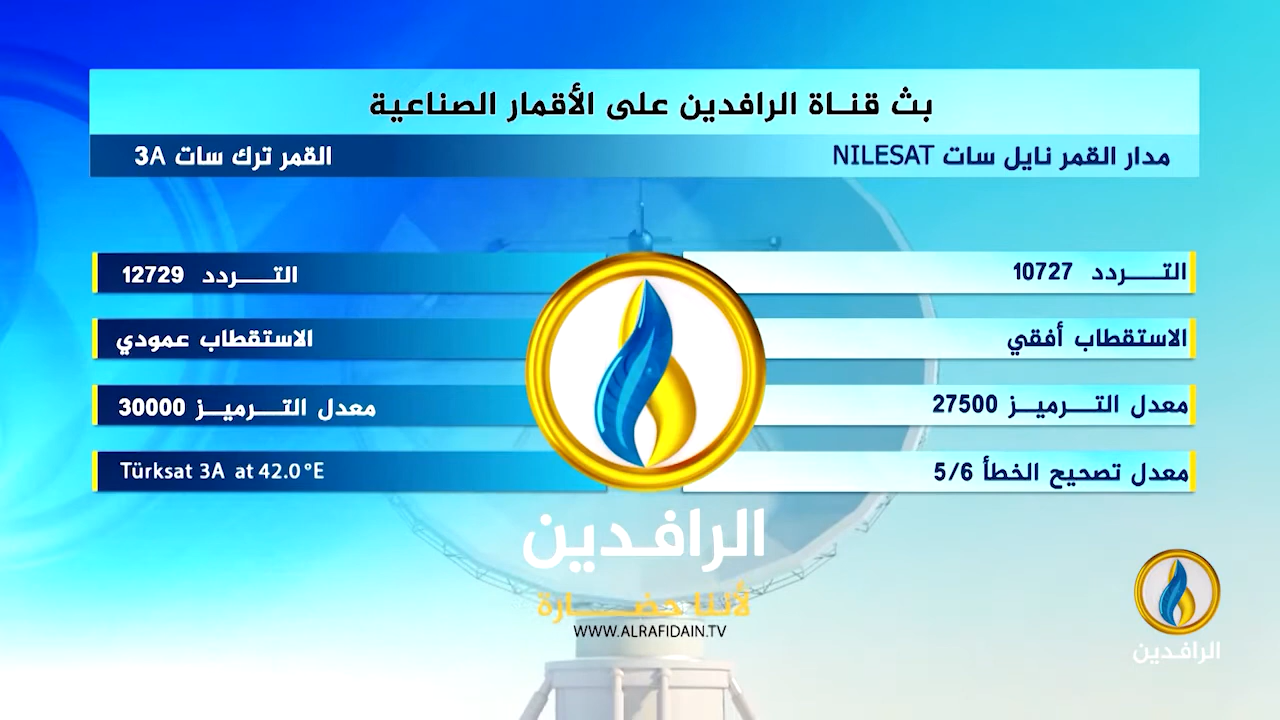 بث قناة الرافدين على الأقمار الصناعية
مدار القمر نايل سات NILESAT
القمر ترك سات 3A
التردد 10727
التردد 12729
الاستقطاب أفقي
الاستقطاب عمودي
معدل الترميز 27500
معدل الترميز 30000
معدل تصحيح الخطأ 5/6
Türksat 3A at 42.0°E
الرافدين
لأننا حضارة
WWW.ALRAFIDAIN.TV
الرافدين